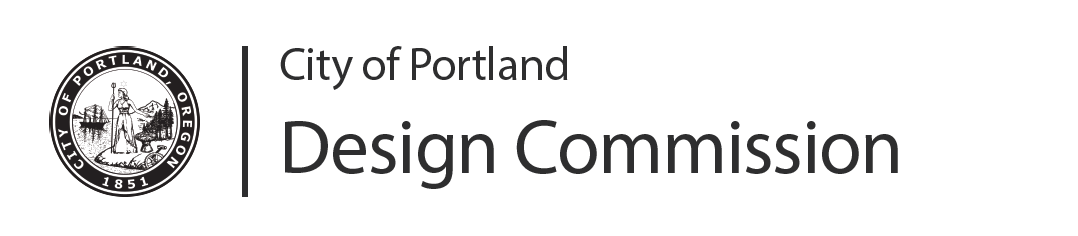 CITY OF PORTLAND, OREGON
1851
City of Portland
Design Commission